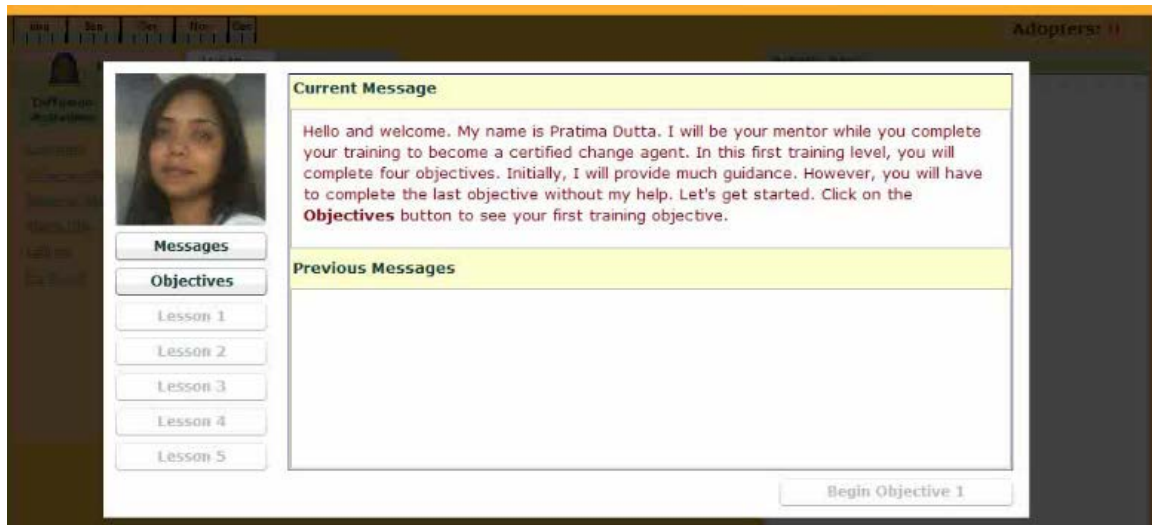 Adopters: 0
Current Message
Hello and welcome. My name is Pratima Dutta. I will be your mentor while you complete
your training to become a certified change agent. In this first training level, you will
complete four objectives. Initially, I will provide much guidance. However, you will have
to complete the last objective without my help. Let's get started. Click on the
Objectives button to see your first training objective.
Previous Messages
Messages
Objectives
Lesson 1
Lesson 2
Lesson 3
Lesson 4
Lesson 5
Begin Objective 1